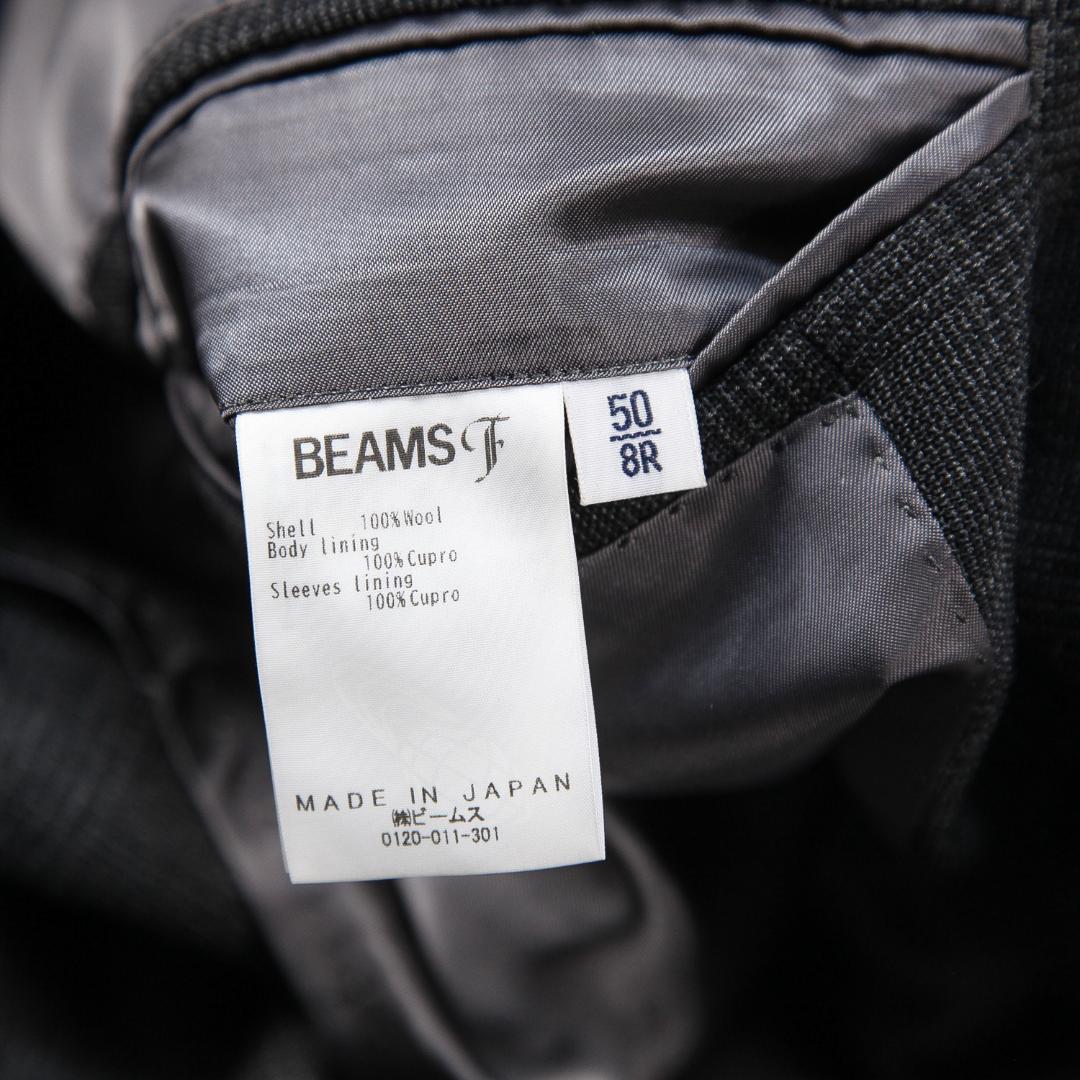 BEAMS F
50
8R
Shell 100%Wool
Body lining
100%Cupro
Sleeves lining
100%Cupro
MADE IN JAPAN
㈱ビームス
0120-011-301